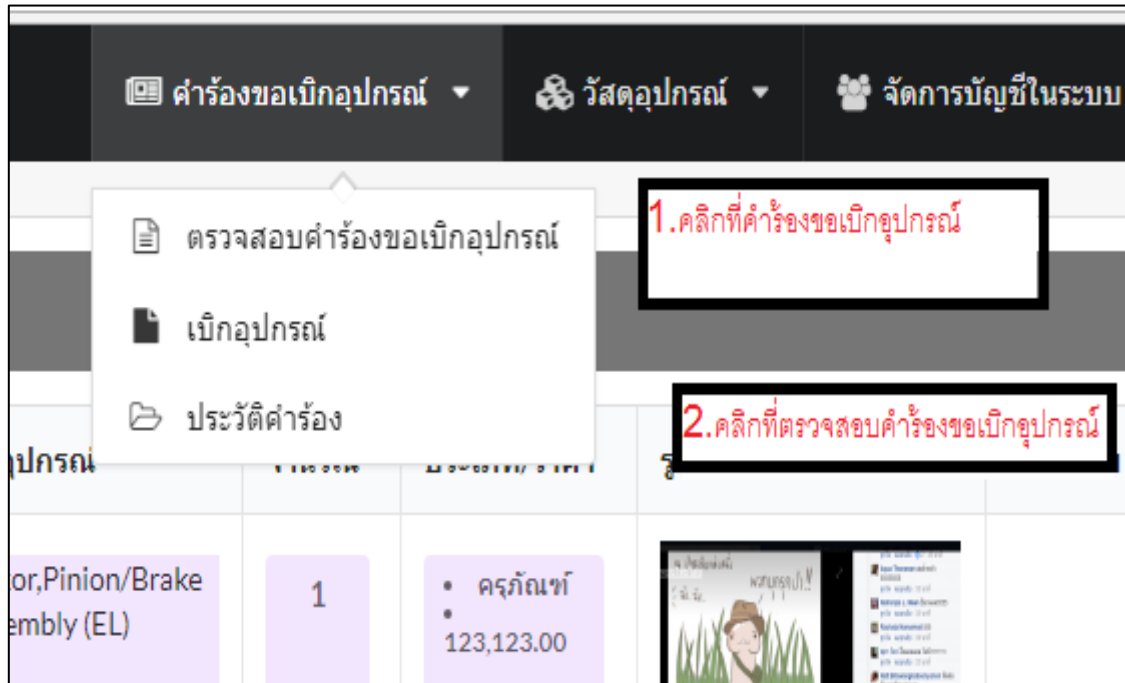 คำร้องขอเบิกอุปกรณ์
วัสดุอุปกรณ์
จัดการบัญชีในระบบ
ตรวจสอบคำร้องขอเบิกอุปกรณ์
เบิกอุปกรณ์
ประวัติคำร้อง
1.คลิกที่คำร้องขอเบิกอุปกรณ์
2.คลิกที่ตรวจสอบคำร้องขอเบิกอุปกรณ์
tor,Pinion/Brake
embly (EL)
1
• ครุภัณฑ์
•
123,123.00